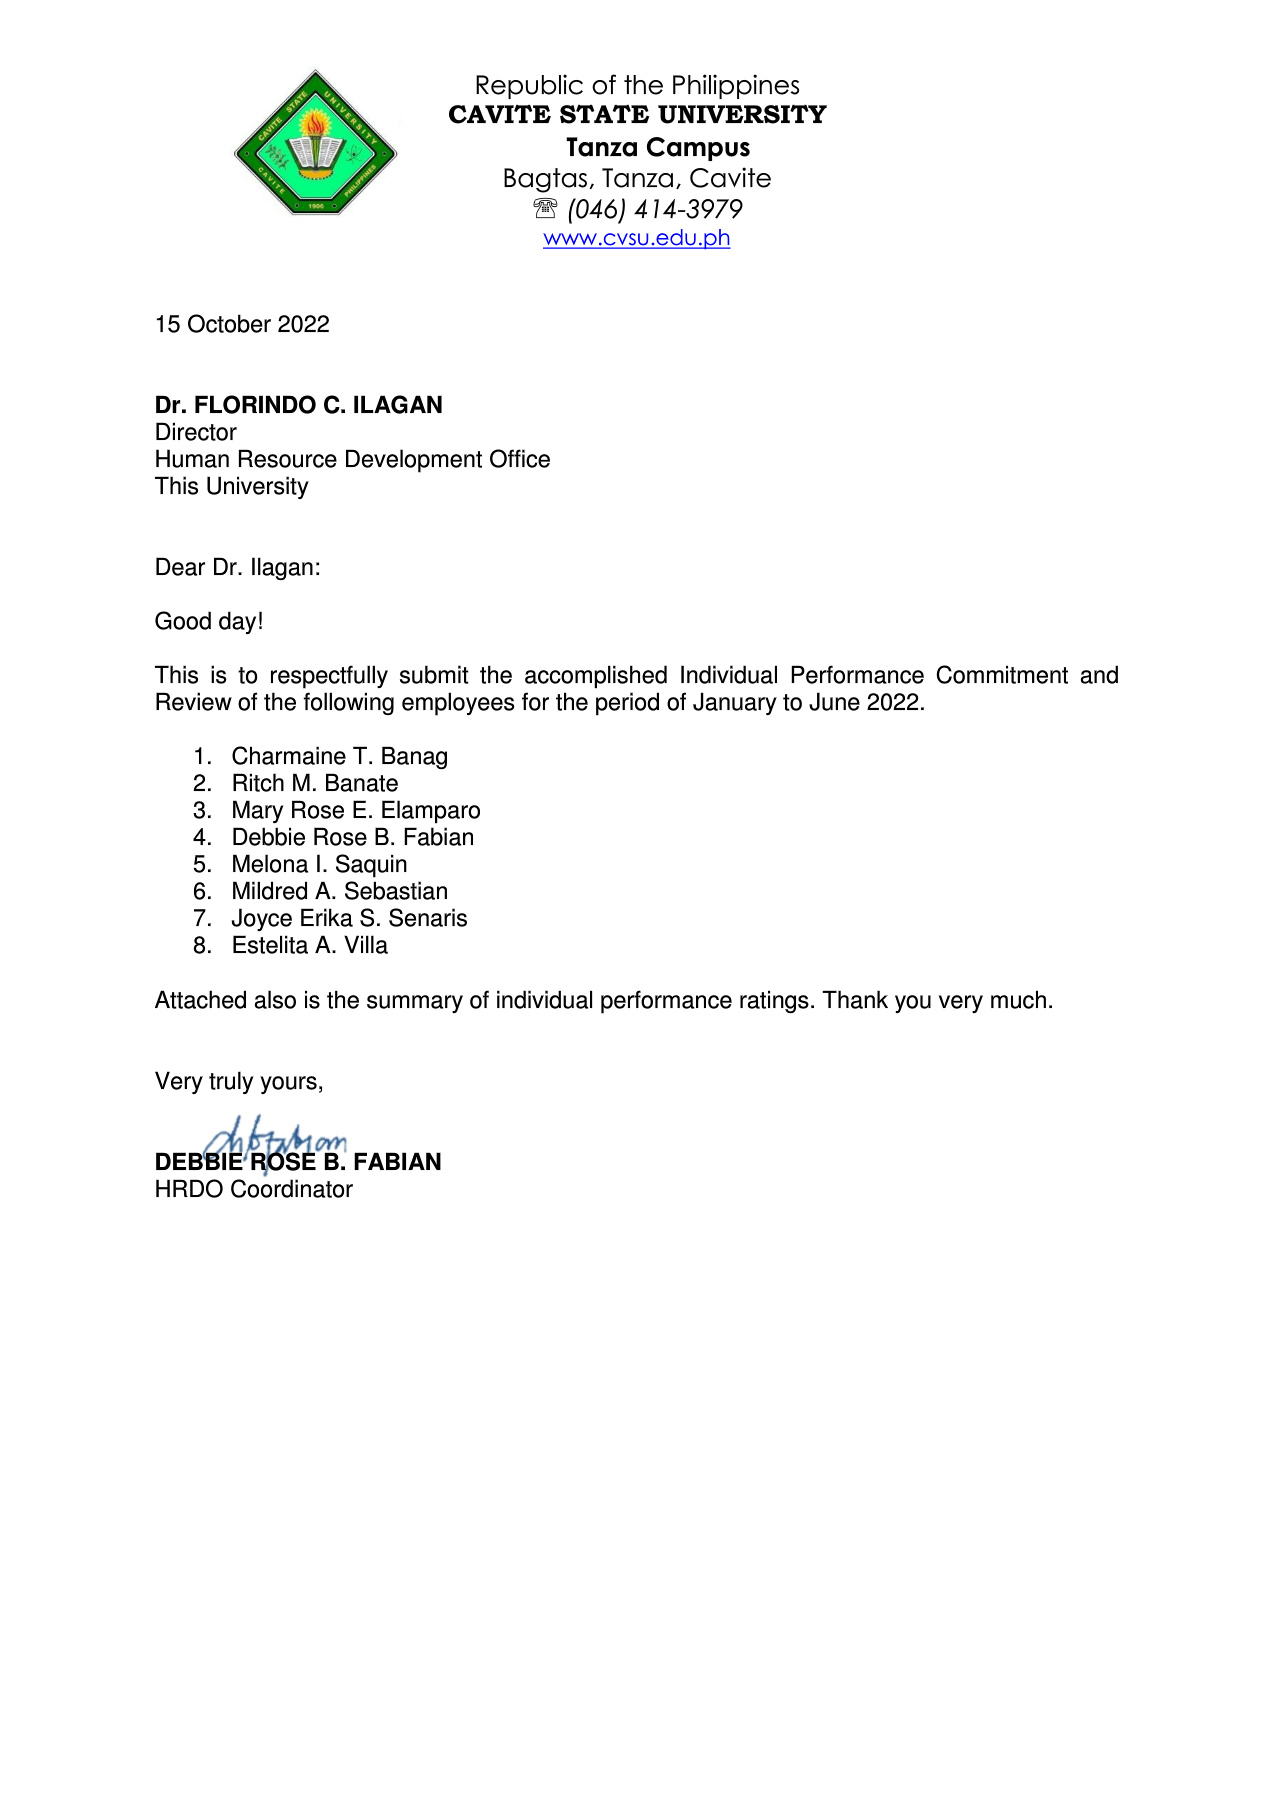 CAVITE STATE UNIVERSITY
CAVITE PHILIPPINES
1906
Republic of the Philippines
CAVITE STATE UNIVERSITY
Tanza Campus
Bagtas, Tanza, Cavite
☏ (046) 414-3979
www.cvsu.edu.ph
15 October 2022
Dr. FLORINDO C. ILAGAN
Director
Human Resource Development Office
This University
Dear Dr. Ilagan:
Good day!
This is to respectfully submit the accomplished Individual Performance Commitment and
Review of the following employees for the period of January to June 2022.
1. Charmaine T. Banag
2. Ritch M. Banate
3. Mary Rose E. Elamparo
4. Debbie Rose B. Fabian
5. Melona I. Saquin
6. Mildred A. Sebastian
7. Joyce Erika S. Senaris
8. Estelita A. Villa
Attached also is the summary of individual performance ratings. Thank you very much.
Very truly yours,
DEBBIE ROSE B. FABIAN
HRDO Coordinator